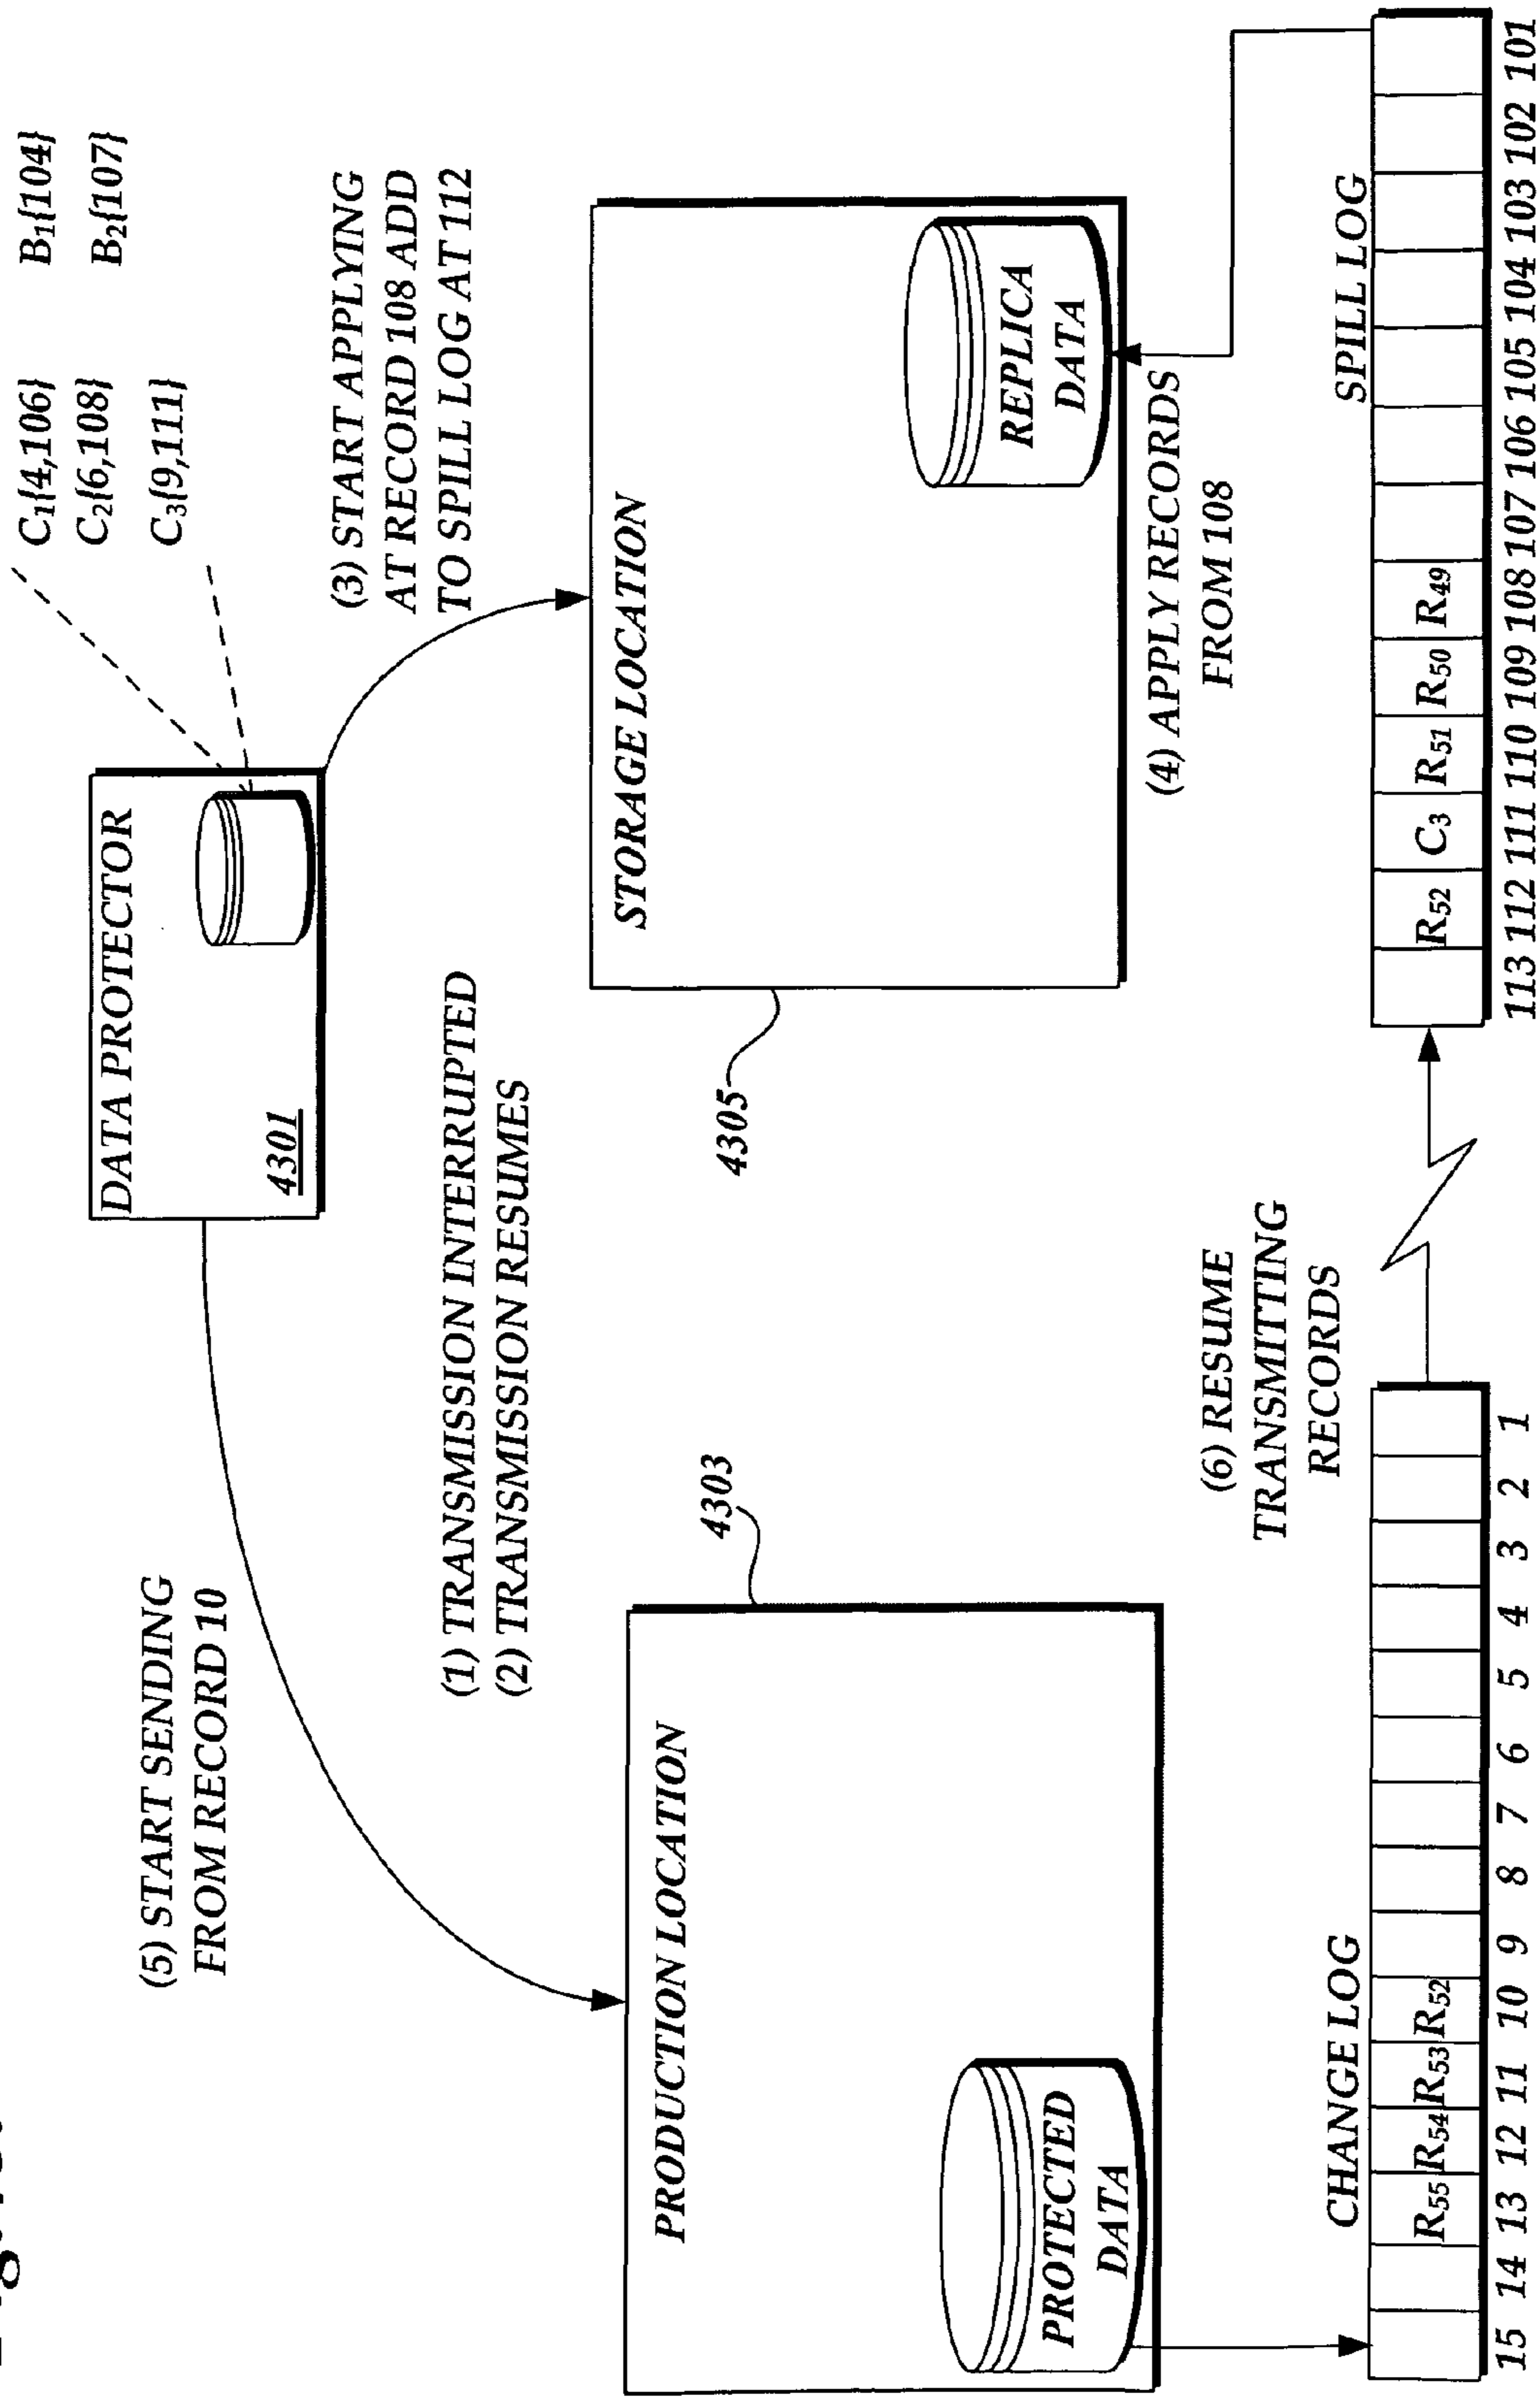 C₁{4,106} B₁{104}
C₂{6,108} B₂{107}
C₃{9,111}
DATA PROTECTOR
4301
(5) START SENDING
FROM RECORD 10
(3) START APPLYING
AT RECORD 108 ADD
TO SPILL LOG AT 112
(1) TRANSMISSION INTERRUPTED
(2) TRANSMISSION RESUMES
PRODUCTION LOCATION
4303
PROTECTED
DATA
STORAGE LOCATION
4305
REPLICA
DATA
(4) APPLY RECORDS
FROM 108
(6) RESUME
TRANSMITTING
RECORDS
CHANGE LOG
R₅₅ R₅₄ R₅₃ R₅₂
15 14 13 12 11 10 9 8 7 6 5 4 3 2 1
SPILL LOG
R₅₂ C₃ R₅₁ R₅₀ R₄₉
113 112 111 110 109 108 107 106 105 104 103 102 101